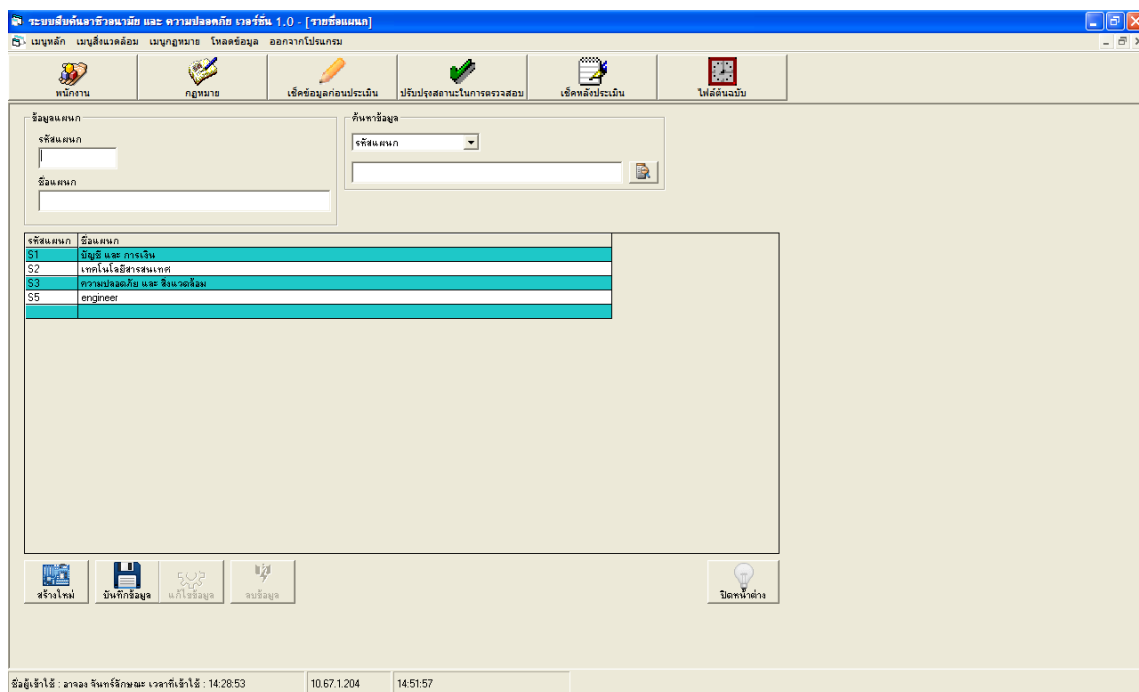 ระบบสืบค้นอาชีวอนามัย และ ความปลอดภัย เวอร์ชั่น 1.0 - [รายชื่อแผนก]
เมนูหลัก เมนูสิ่งแวดล้อม เมนูกฎหมาย โหลดข้อมูล ออกจากโปรแกรม
พนักงาน กฎหมาย เช็คข้อมูลก่อนประเมิน ปรับปรุงสถานะในการตรวจสอบ เช็คหลังประเมิน ไฟล์ต้นฉบับ
ข้อมูลแผนก
รหัสแผนก
ชื่อแผนก
ค้นหาข้อมูล
รหัสแผนก
รหัสแผนก ชื่อแผนก
S1 บัญชี และ การเงิน
S2 เทคโนโลยีสารสนเทศ
S3 ความปลอดภัย และ สิ่งแวดล้อม
S5 engineer
สร้างใหม่ บันทึกข้อมูล แก้ไขข้อมูล ลบข้อมูล ปิดหน้าต่าง
ชื่อผู้เข้าใช้ : อาจอง จันทร์ลักษณะ เวลาที่เข้าใช้ : 14:28:53 10.67.1.204 14:51:57